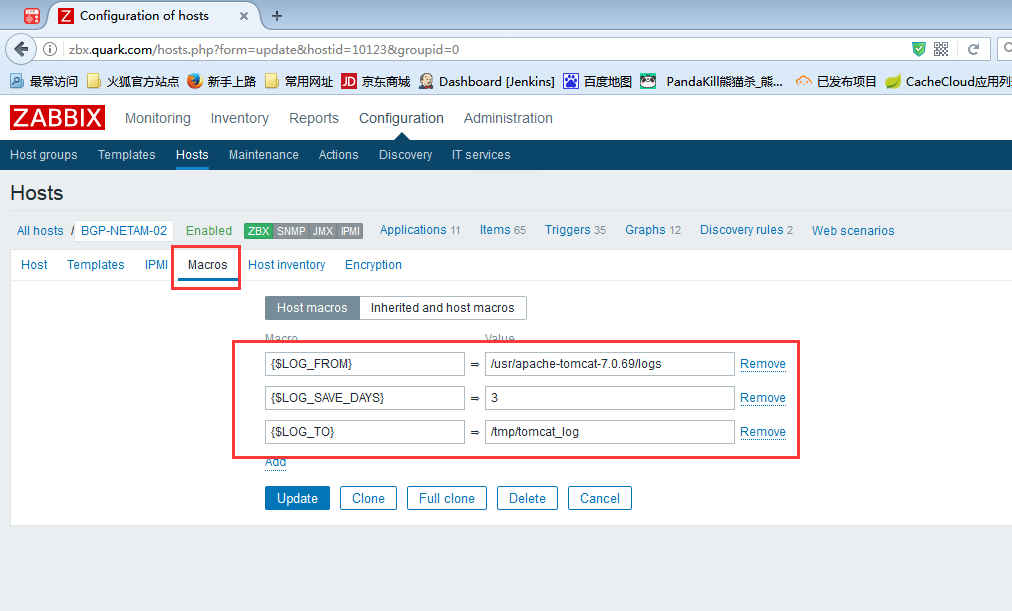 Configuration of hosts
zbx.quark.com/hosts.php?form=update&hostid=10123&groupid=0
最常访问 火狐官方站点 新手上路 常用网址 JD 京东商城 Dashboard [Jenkins] 百度地图 PandaKill熊猫杀_熊... 已发布项目 CacheCloud应用列
ZABBIX Monitoring Inventory Reports Configuration Administration
Host groups Templates Hosts Maintenance Actions Discovery IT services
Hosts
All hosts / BGP-NETAM-02 Enabled ZBX SNMP JMX IPMI Applications 11 Items 65 Triggers 35 Graphs 12 Discovery rules 2 Web scenarios
Host Templates IPMI Macros Host inventory Encryption
Host macros Inherited and host macros
Macro Value
{$LOG_FROM} ⇒ /usr/apache-tomcat-7.0.69/logs Remove
{$LOG_SAVE_DAYS} ⇒ 3 Remove
{$LOG_TO} ⇒ /tmp/tomcat_log Remove
Add
Update Clone Full clone Delete Cancel